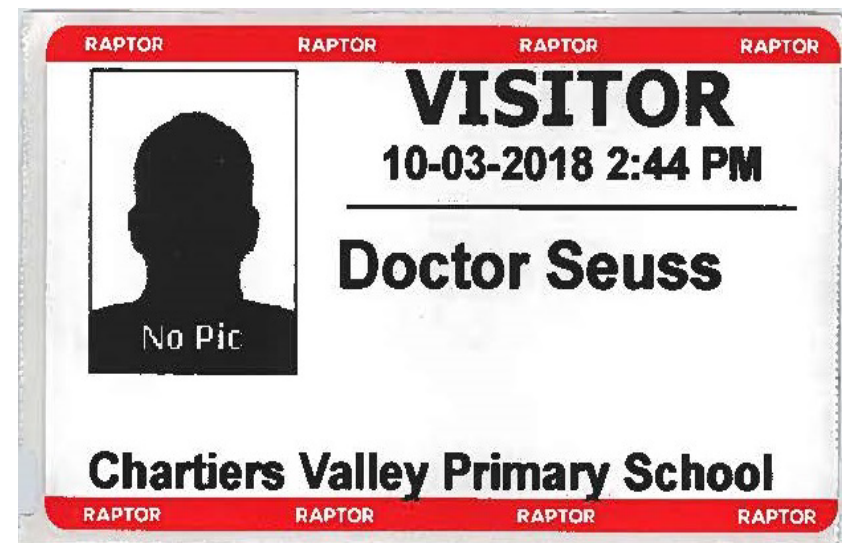 RAPTOR RAPTOR RAPTOR RAPTOR
VISITOR
10-03-2018 2:44 PM
Doctor Seuss
No Pic
Chartiers Valley Primary School
RAPTOR RAPTOR RAPTOR RAPTOR